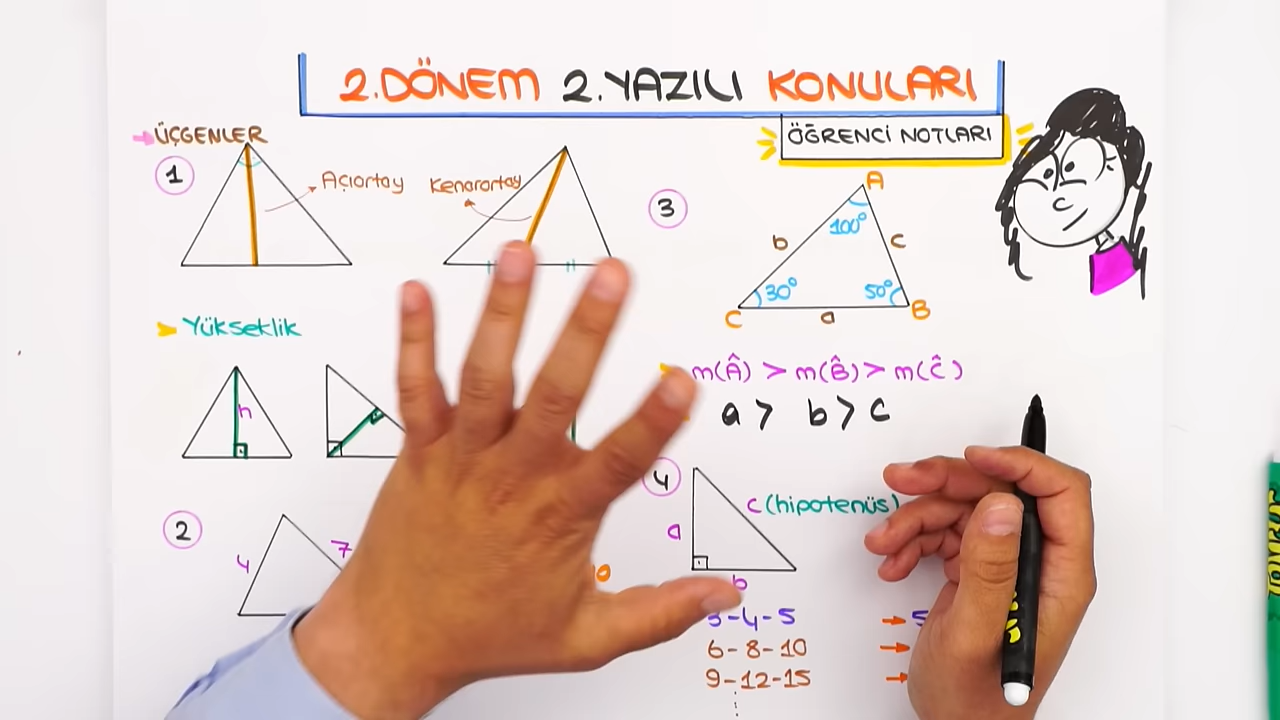 2.DÖNEM 2.YAZILI KONULARI
ÖĞRENCİ NOTLARI
ÜÇGENLER
1
Açıortay
Kenarortay
Yükseklik
h
2
4
7
3
A
100°
b
c
30°
50°
C
a
B
m(Â) > m(B̂) > m(Ĉ)
a > b > c
4
c (hipotenüs)
a
b
3-4-5
6-8-10
9-12-15